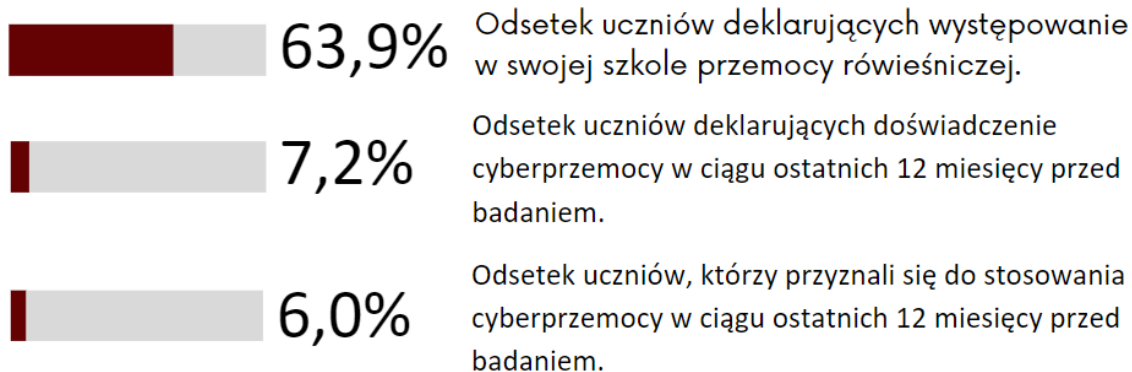 63,9%
Odsetek uczniów deklarujących występowanie
w swojej szkole przemocy rówieśniczej.
7,2%
Odsetek uczniów deklarujących doświadczenie
cyberprzemocy w ciągu ostatnich 12 miesięcy przed
badaniem.
6,0%
Odsetek uczniów, którzy przyznali się do stosowania
cyberprzemocy w ciągu ostatnich 12 miesięcy przed
badaniem.